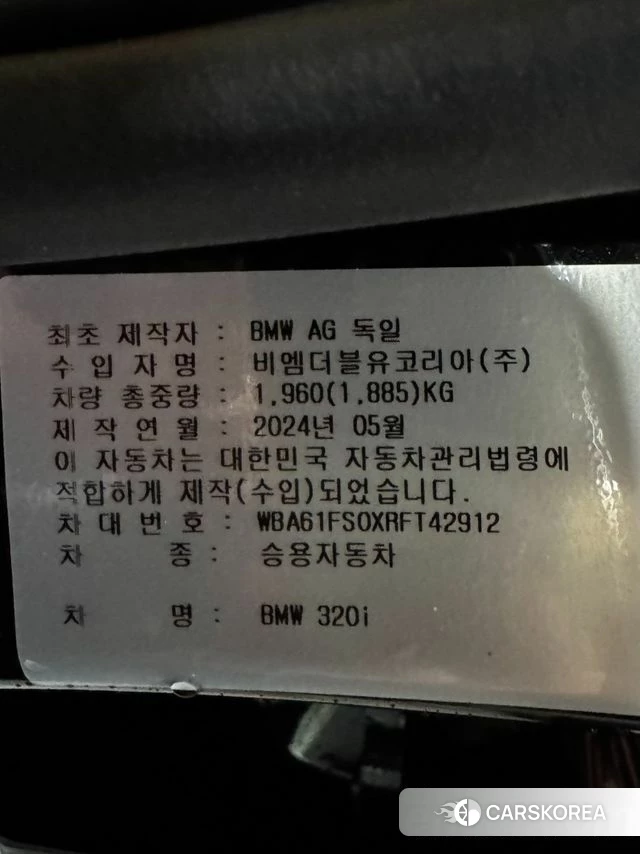 최초 제작자 : BMW AG 독일
수 입 자 명 : 비엠더블유코리아(주)
차량 총중량 : 1,960(1,885)KG
제 작 연 월 : 2024년 05월
이 자동차는 대한민국 자동차관리법령에
적합하게 제작(수입)되었습니다.
차 대 번 호 : WBA61FS0XRFT42912
차 종 : 승용자동차
차 명 : BMW 320i
CARSKOREA